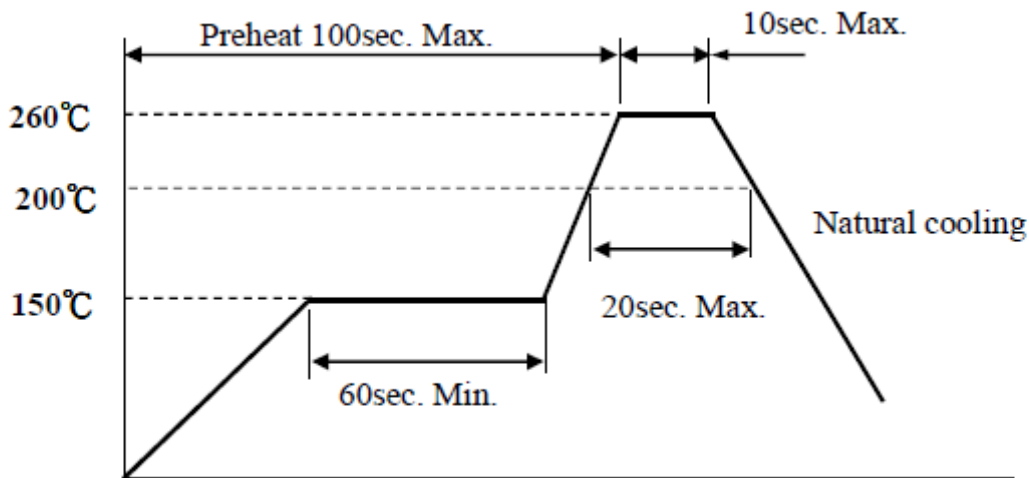 Preheat 100sec. Max.
10sec. Max.
260℃
200℃
Natural cooling
150℃
20sec. Max.
60sec. Min.